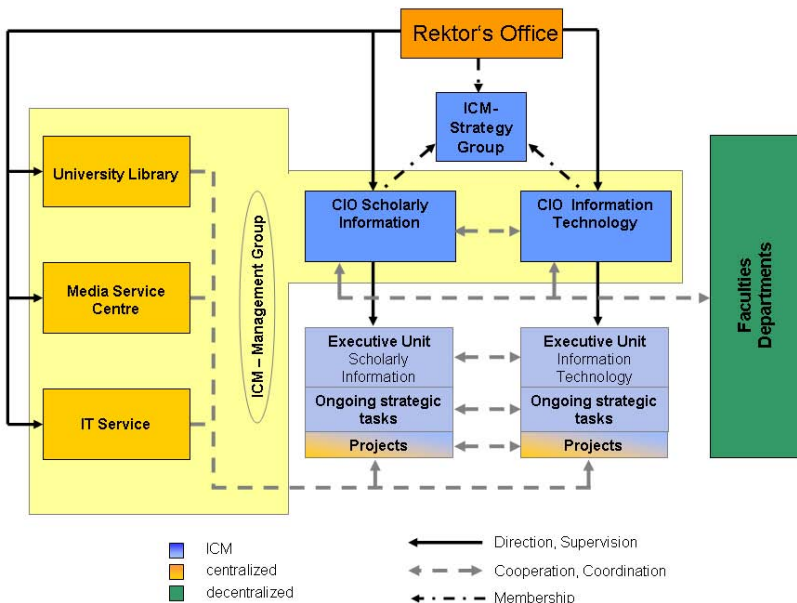 Rektor‘s Office
ICM-
Strategy
Group
University Library
CIO Scholarly
Information
CIO Information
Technology
Media Service
Centre
ICM – Management Group
Faculties
Departments
Executive Unit
Scholarly
Information
Executive Unit
Information
Technology
Ongoing strategic
tasks
Ongoing strategic
tasks
IT Service
Projects
Projects
ICM
centralized
decentralized
Direction, Supervision
Cooperation, Coordination
Membership